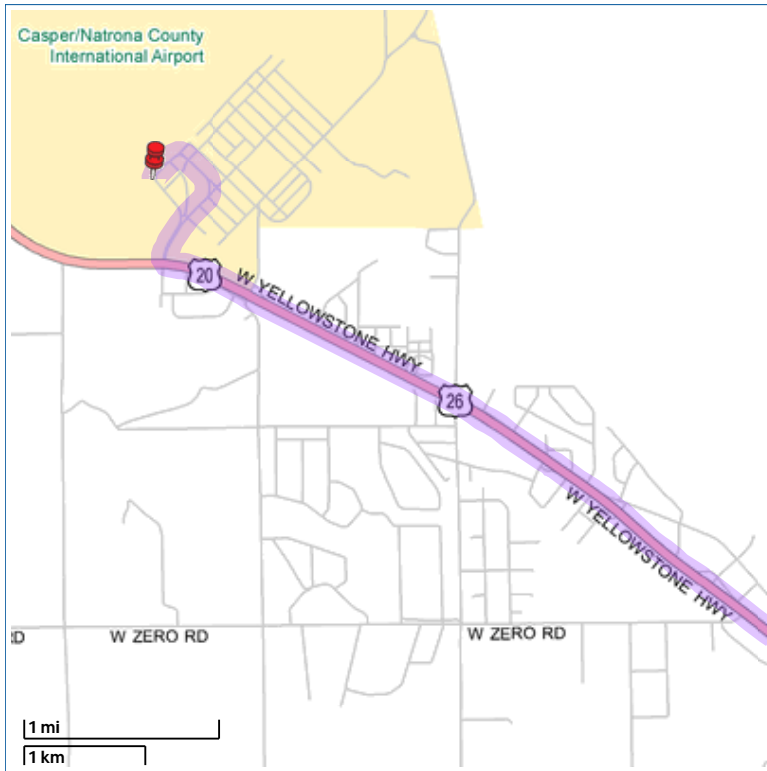 Casper/Natrona County
International Airport
20
W YELLOWSTONE HWY
26
W YELLOWSTONE HWY
RD
W ZERO RD
W ZERO RD
1 mi
1 km